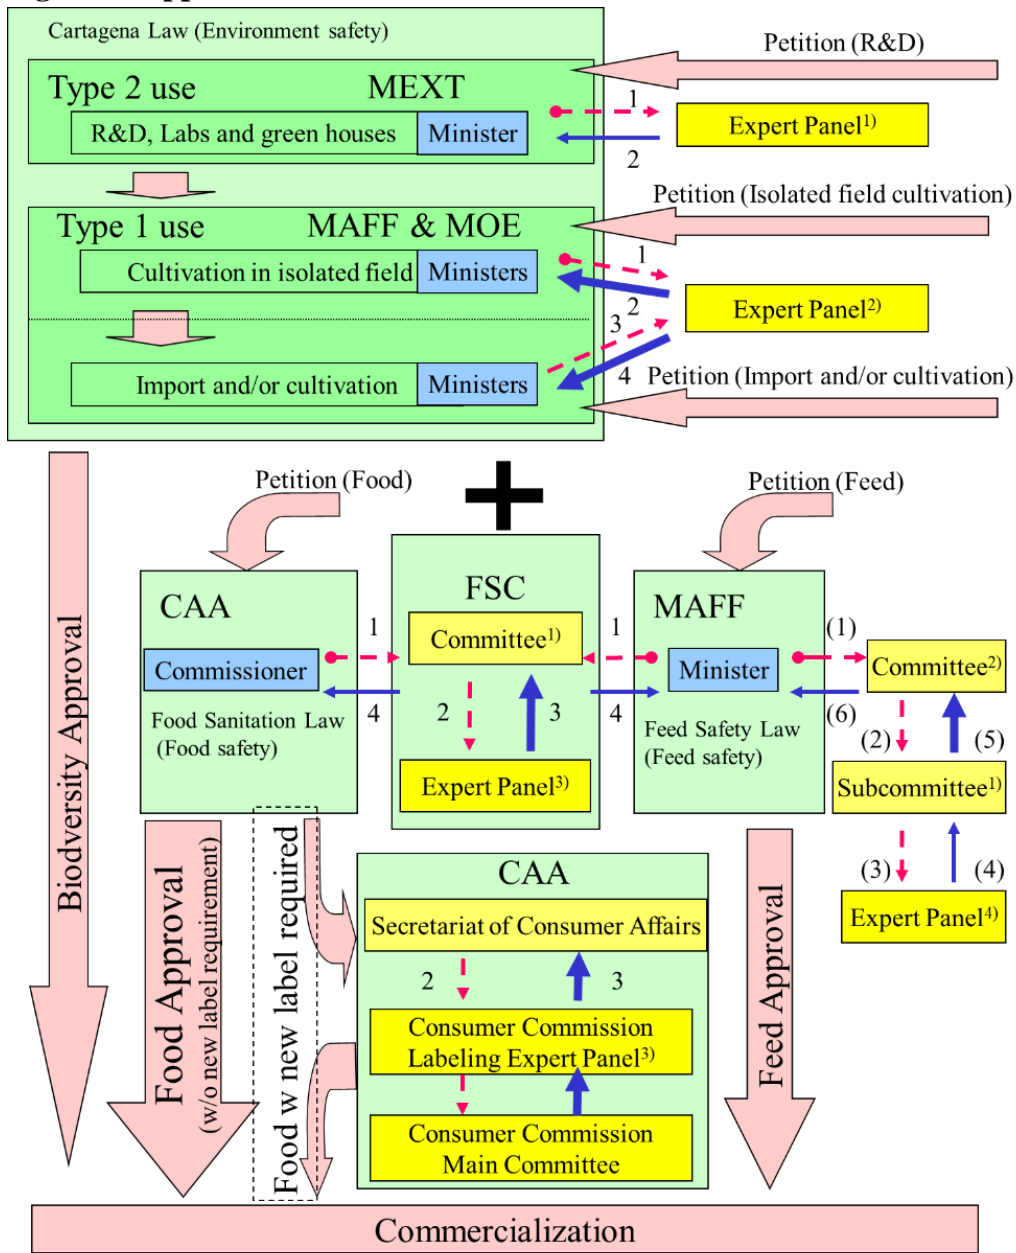 Cartagena Law (Environment safety)
Petition (R&D)
Type 2 use MEXT
R&D, Labs and green houses Minister
1
2
Expert Panel1)
Petition (Isolated field cultivation)
Type 1 use MAFF & MOE
Cultivation in isolated field Ministers
1
2
3
4
Expert Panel2)
Import and/or cultivation Ministers
Petition (Import and/or cultivation)
Petition (Food)
Petition (Feed)
CAA
Commissioner
Food Sanitation Law
(Food safety)
1
4
FSC
Committee1)
2
3
Expert Panel3)
1
4
MAFF
Minister
Feed Safety Law
(Feed safety)
(1)
(6)
Committee2)
(2)
(5)
Subcommittee1)
(3)
(4)
Expert Panel4)
Biodversity Approval
Food Approval
(w/o new label requirement)
Food w new label required
CAA
Secretariat of Consumer Affairs
2
3
Consumer Commission
Labeling Expert Panel3)
Consumer Commission
Main Committee
Feed Approval
Commercialization